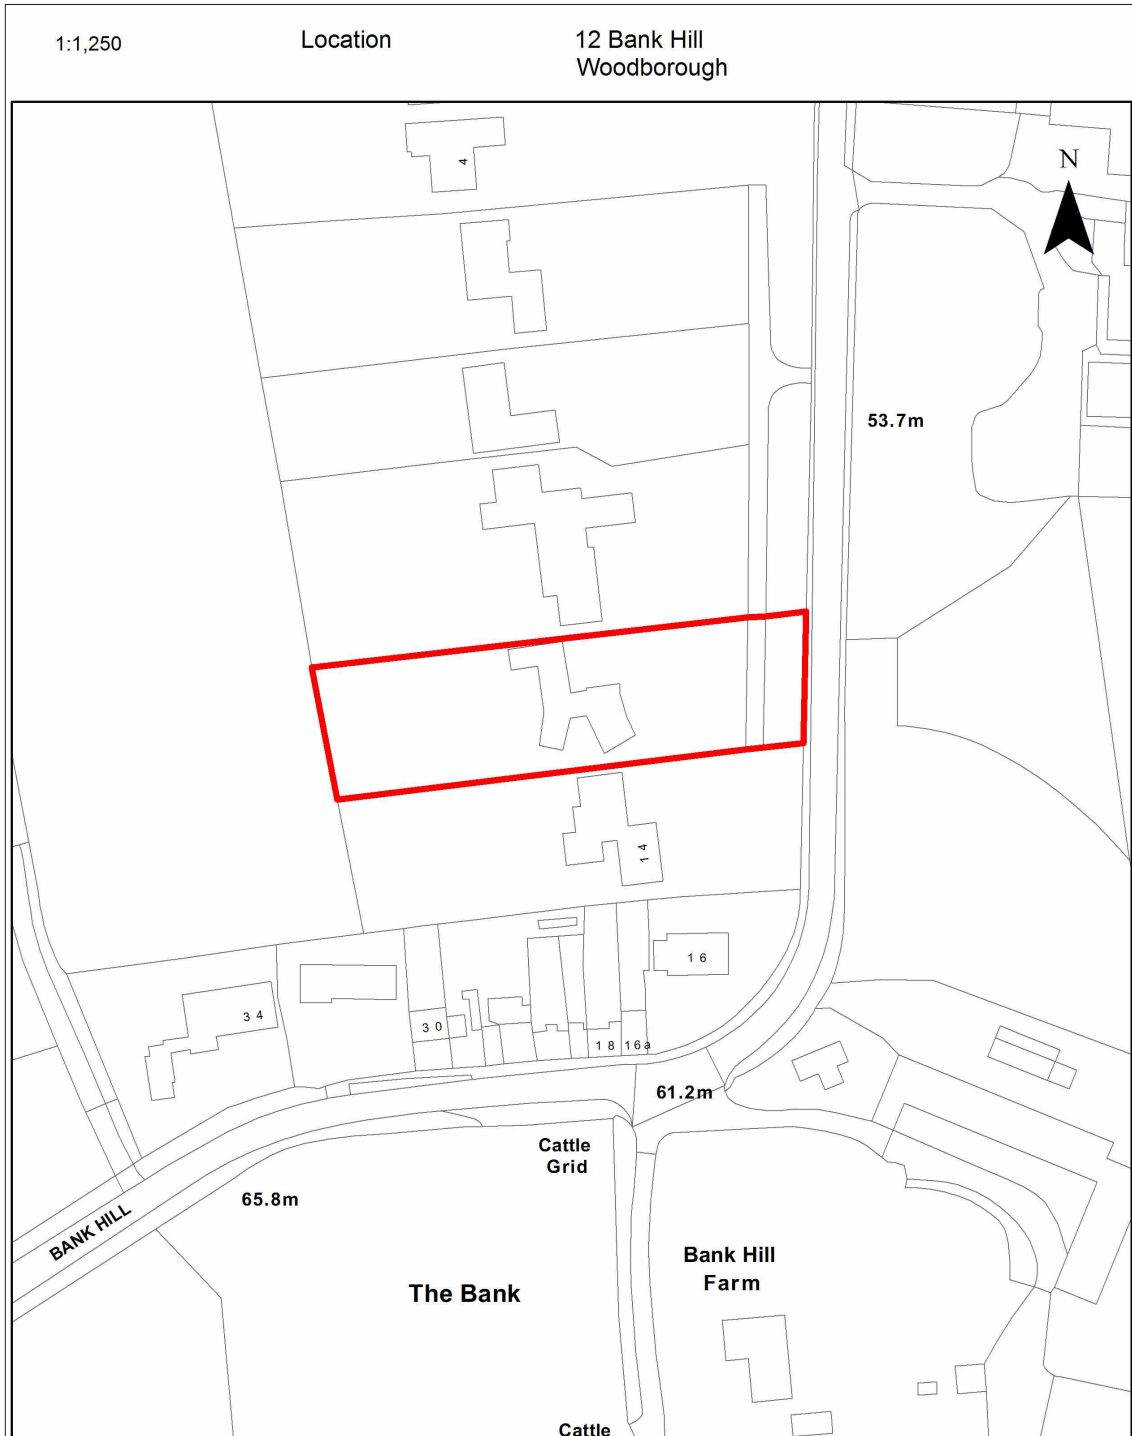 1:1,250
Location
12 Bank Hill
Woodborough
N
4
53.7m
14
16
34
30
18
16a
61.2m
Cattle
Grid
65.8m
BANK HILL
Bank Hill
Farm
The Bank
Cattle